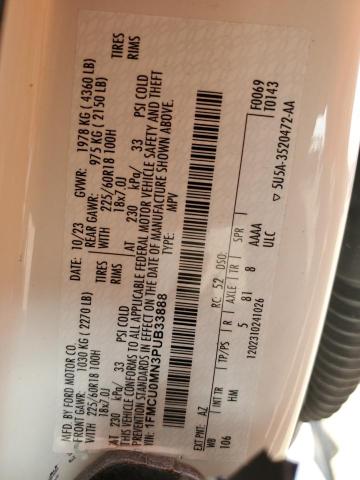 MFD. BY FORD MOTOR CO.
DATE: 10/23 GVWR: 1978 KG (4360 LB)
FRONT GAWR: 1030 KG (2270 LB) REAR GAWR: 975 KG (2150 LB)
WITH 225/60R18 100H TIRES WITH 225/60R18 100H TIRES
18x7.0J RIMS 18x7.0J RIMS
AT 230 kPa/ 33 PSI COLD AT 230 kPa/ 33 PSI COLD
THIS VEHICLE CONFORMS TO ALL APPLICABLE FEDERAL MOTOR VEHICLE SAFETY AND THEFT
PREVENTION STANDARDS IN EFFECT ON THE DATE OF MANUFACTURE SHOWN ABOVE.
VIN: 1FMCU0MN3PUB33888
TYPE: MPV
F0069
T0143
EXT PNT: AZ RC: 52 DSO:
WB INT TR TP/PS R AXLE TR SPR
106 HM 5 81 8 AAAA
1202310241026 ULC
▽ 5U5A-3520472-AA